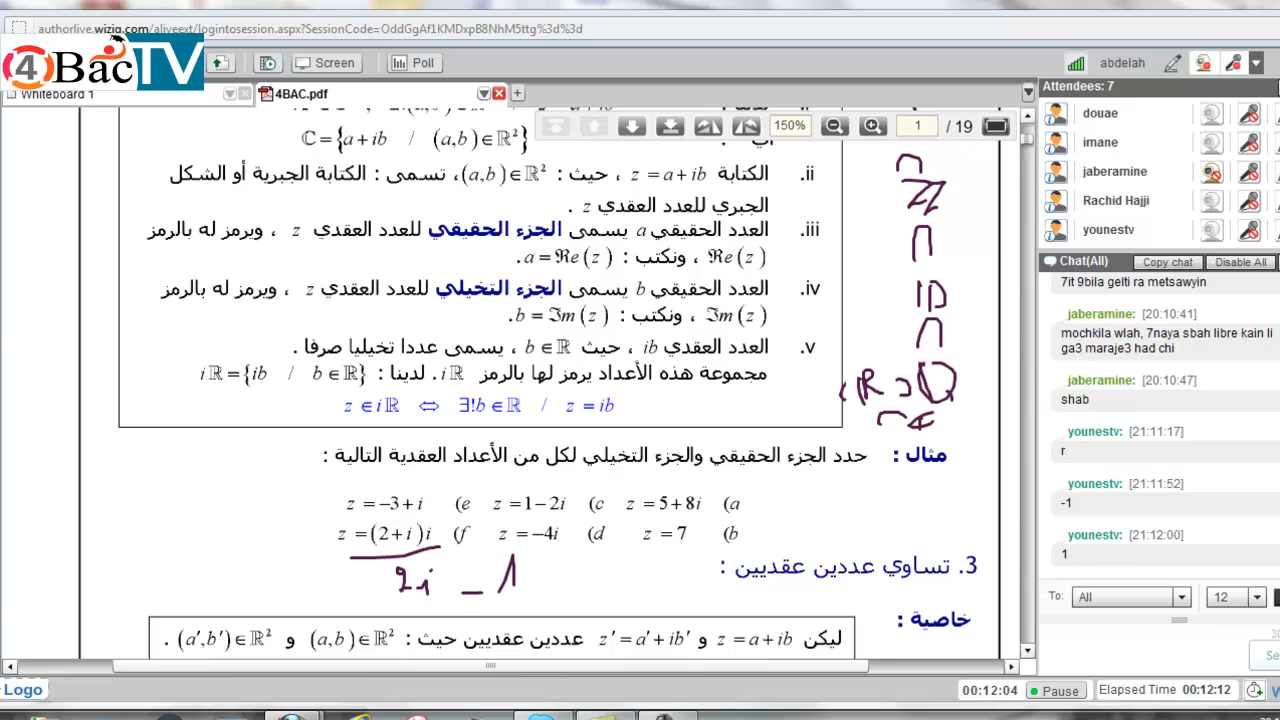 authorlive.wiziq.com/aliveext/logintosession.aspx?SessionCode=OddGgAf1KMDxpB8NhM5ttg%3d%3d
4BacTV
Screen
Poll
abdelah
Whiteboard 1
4BAC.pdf
150%
1 / 19
Attendees: 7
douae
imane
jaberamine
Rachid Hajji
younestv
Chat(All)
Copy chat
Disable All
7it 9bila gelti ra metsawyin
jaberamine: [20:10:41]
mochkila wlah, 7naya sbah libre kain li
ga3 maraje3 had chi
jaberamine: [20:10:47]
shab
younestv: [21:11:17]
r
younestv: [21:11:52]
-1
younestv: [21:12:00]
1
To: All 12
ℂ = {a + ib / (a,b) ∈ ℝ²}
ii. الكتابة z = a + ib ، حيث : (a,b) ∈ ℝ² ، تسمى : الكتابة الجبرية أو الشكل
الجبري للعدد العقدي z .
iii. العدد الحقيقي a يسمى الجزء الحقيقي للعدد العقدي z ، ويرمز له بالرمز
ℜe(z) ، ونكتب : a = ℜe(z).
iv. العدد الحقيقي b يسمى الجزء التخيلي للعدد العقدي z ، ويرمز له بالرمز
ℑm(z) ، ونكتب : b = ℑm(z).
v. العدد العقدي ib ، حيث b ∈ ℝ ، يسمى عددا تخيليا صرفا .
مجموعة هذه الأعداد يرمز لها بالرمز iℝ . لدينا : iℝ = {ib / b ∈ ℝ}
z ∈ iℝ ⇔ ∃!b ∈ ℝ / z = ib
مثال : حدد الجزء الحقيقي والجزء التخيلي لكل من الأعداد العقدية التالية :
(a z = 5 + 8i (c z = 1 − 2i (e z = −3 + i
(b z = 7 (d z = −4i (f z = (2 + i)i
2i − 1
3. تساوي عددين عقديين :
خاصية :
ليكن z = a + ib و z′ = a′ + ib′ عددين عقديين حيث : (a,b) ∈ ℝ² و (a′,b′) ∈ ℝ² .
Logo
00:12:04
Pause
Elapsed Time 00:12:12